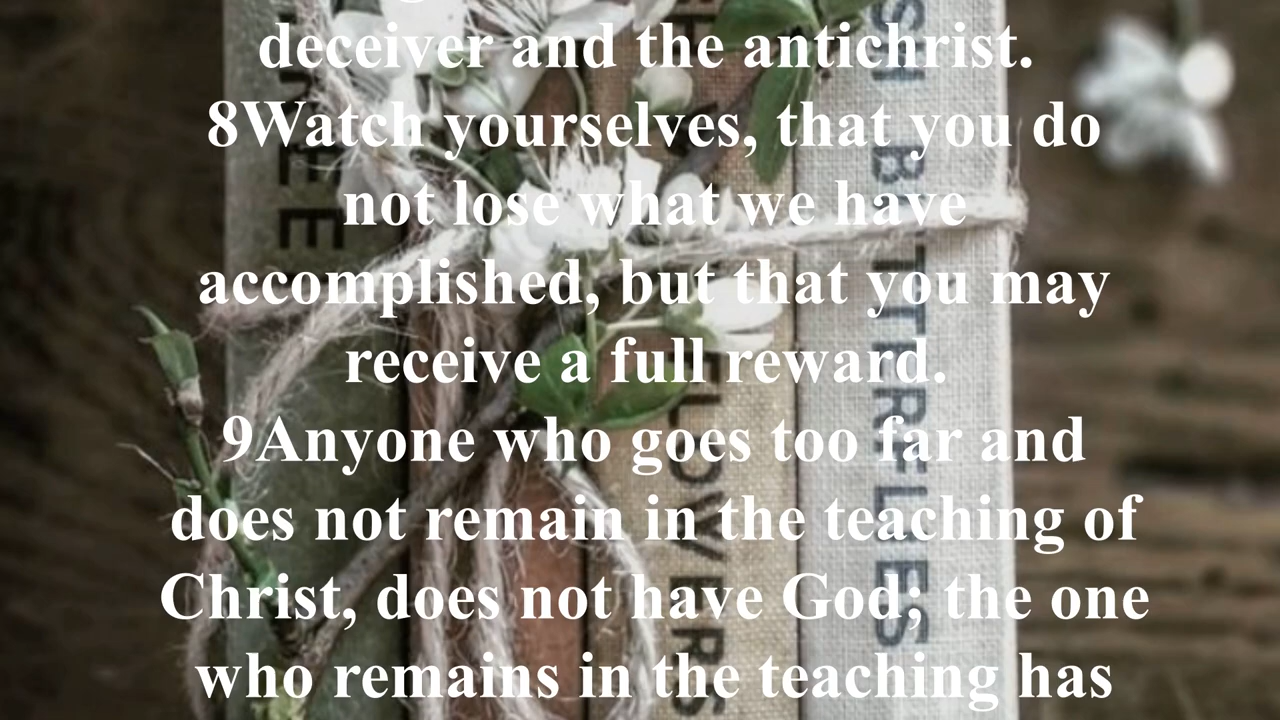 deceiver and the antichrist.
8Watch yourselves, that you do
not lose what we have
accomplished, but that you may
receive a full reward.
9Anyone who goes too far and
does not remain in the teaching of
Christ, does not have God; the one
who remains in the teaching has
BUTTERFLIES